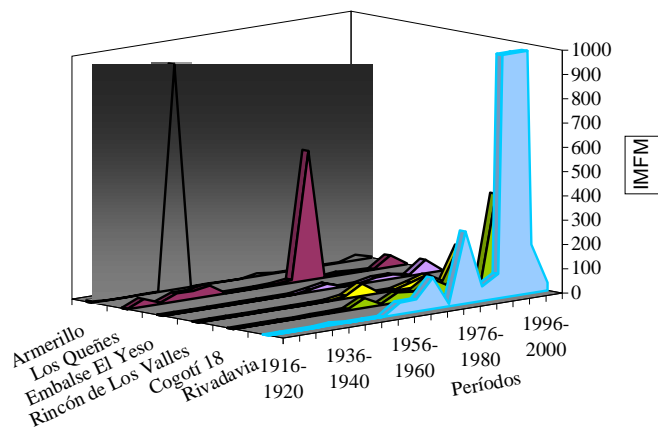 1000
900
800
700
600
500
400
300
200
100
0
IMFM
Armerillo
Los Queñes
Embalse El Yeso
Rincón de Los Valles
Cogotí 18
Rivadavia
1916-
1920
1936-
1940
1956-
1960
1976-
1980
1996-
2000
Períodos